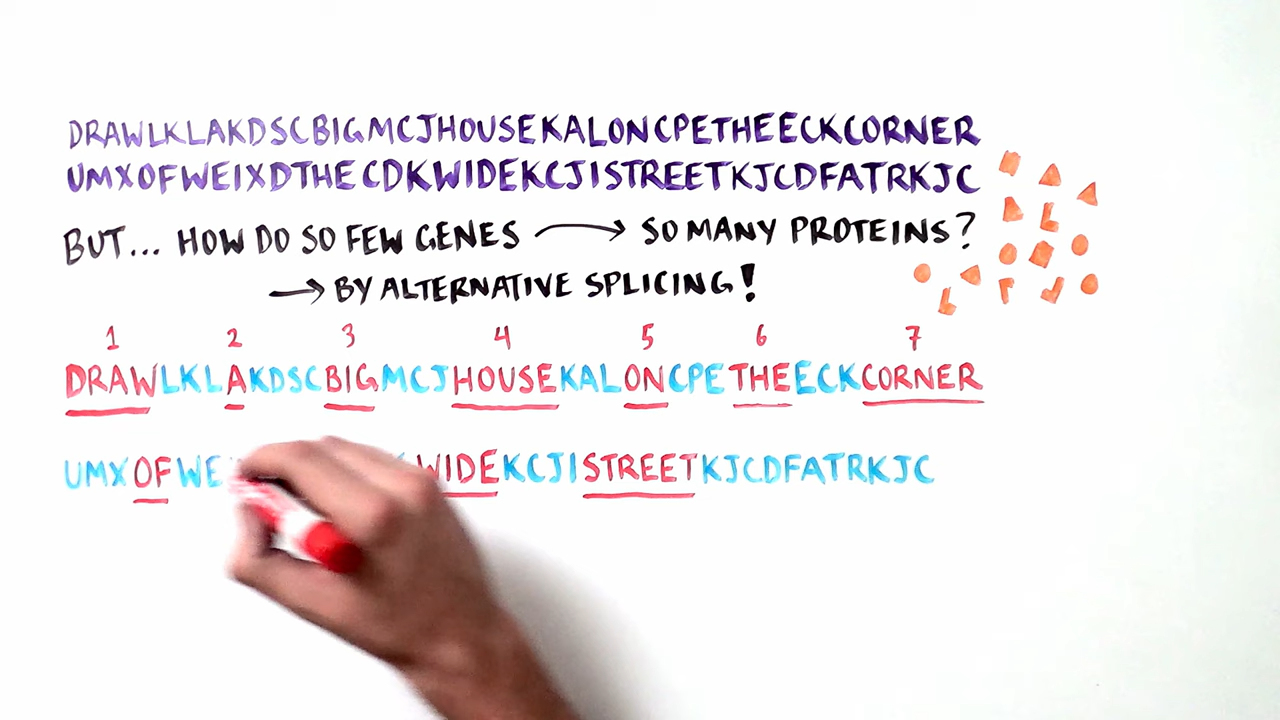 DRAWLKLAKDSCBIGMCJHOUSEKALONCPETHEECKCORNER
UMXOFWEIXDTHECDKWIDEKCJISTREETKJCDFATRKJC
BUT... HOW DO SO FEW GENES → SO MANY PROTEINS?
→ BY ALTERNATIVE SPLICING!
1 2 3 4 5 6 7
DRAWLKLAKDSCBIGMCJHOUSEKALONCPETHEECKCORNER
UMXOFWE WIDEKCJISTREETKJCDFATRKJC